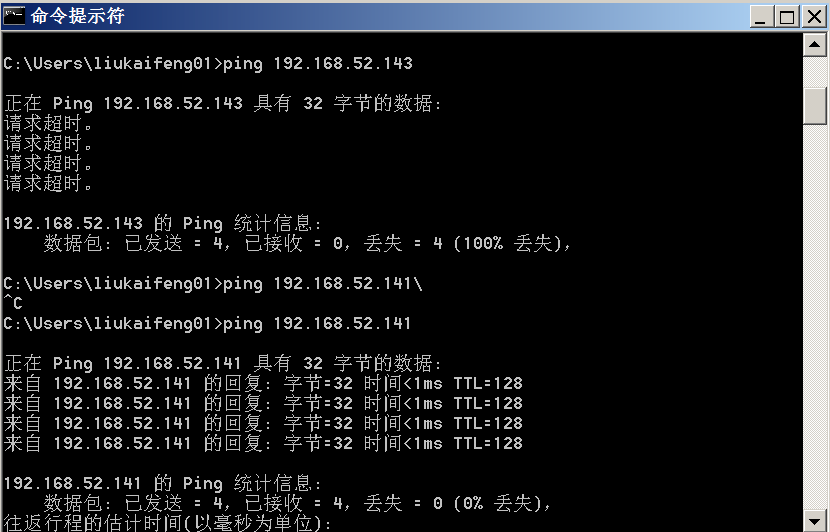 命令提示符
C:\Users\liukaifeng01>ping 192.168.52.143
正在 Ping 192.168.52.143 具有 32 字节的数据:
请求超时。
请求超时。
请求超时。
请求超时。
192.168.52.143 的 Ping 统计信息:
数据包: 已发送 = 4，已接收 = 0，丢失 = 4 (100% 丢失)，
C:\Users\liukaifeng01>ping 192.168.52.141\
^C
C:\Users\liukaifeng01>ping 192.168.52.141
正在 Ping 192.168.52.141 具有 32 字节的数据:
来自 192.168.52.141 的回复: 字节=32 时间<1ms TTL=128
来自 192.168.52.141 的回复: 字节=32 时间<1ms TTL=128
来自 192.168.52.141 的回复: 字节=32 时间<1ms TTL=128
来自 192.168.52.141 的回复: 字节=32 时间<1ms TTL=128
192.168.52.141 的 Ping 统计信息:
数据包: 已发送 = 4，已接收 = 4，丢失 = 0 (0% 丢失)，
往返行程的估计时间(以毫秒为单位):